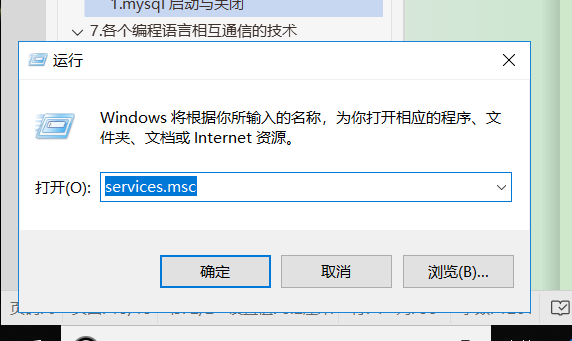 1.mysql 启动与关闭
7.各个编程语言相互通信的技术
运行
Windows 将根据你所输入的名称，为你打开相应的程序、文
件夹、文档或 Internet 资源。
打开(O):
services.msc
确定
取消
浏览(B)...